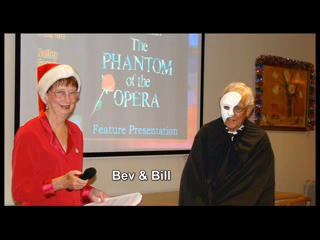 The
PHANTOM
of the
OPERA
Feature Presentation
Bev & Bill